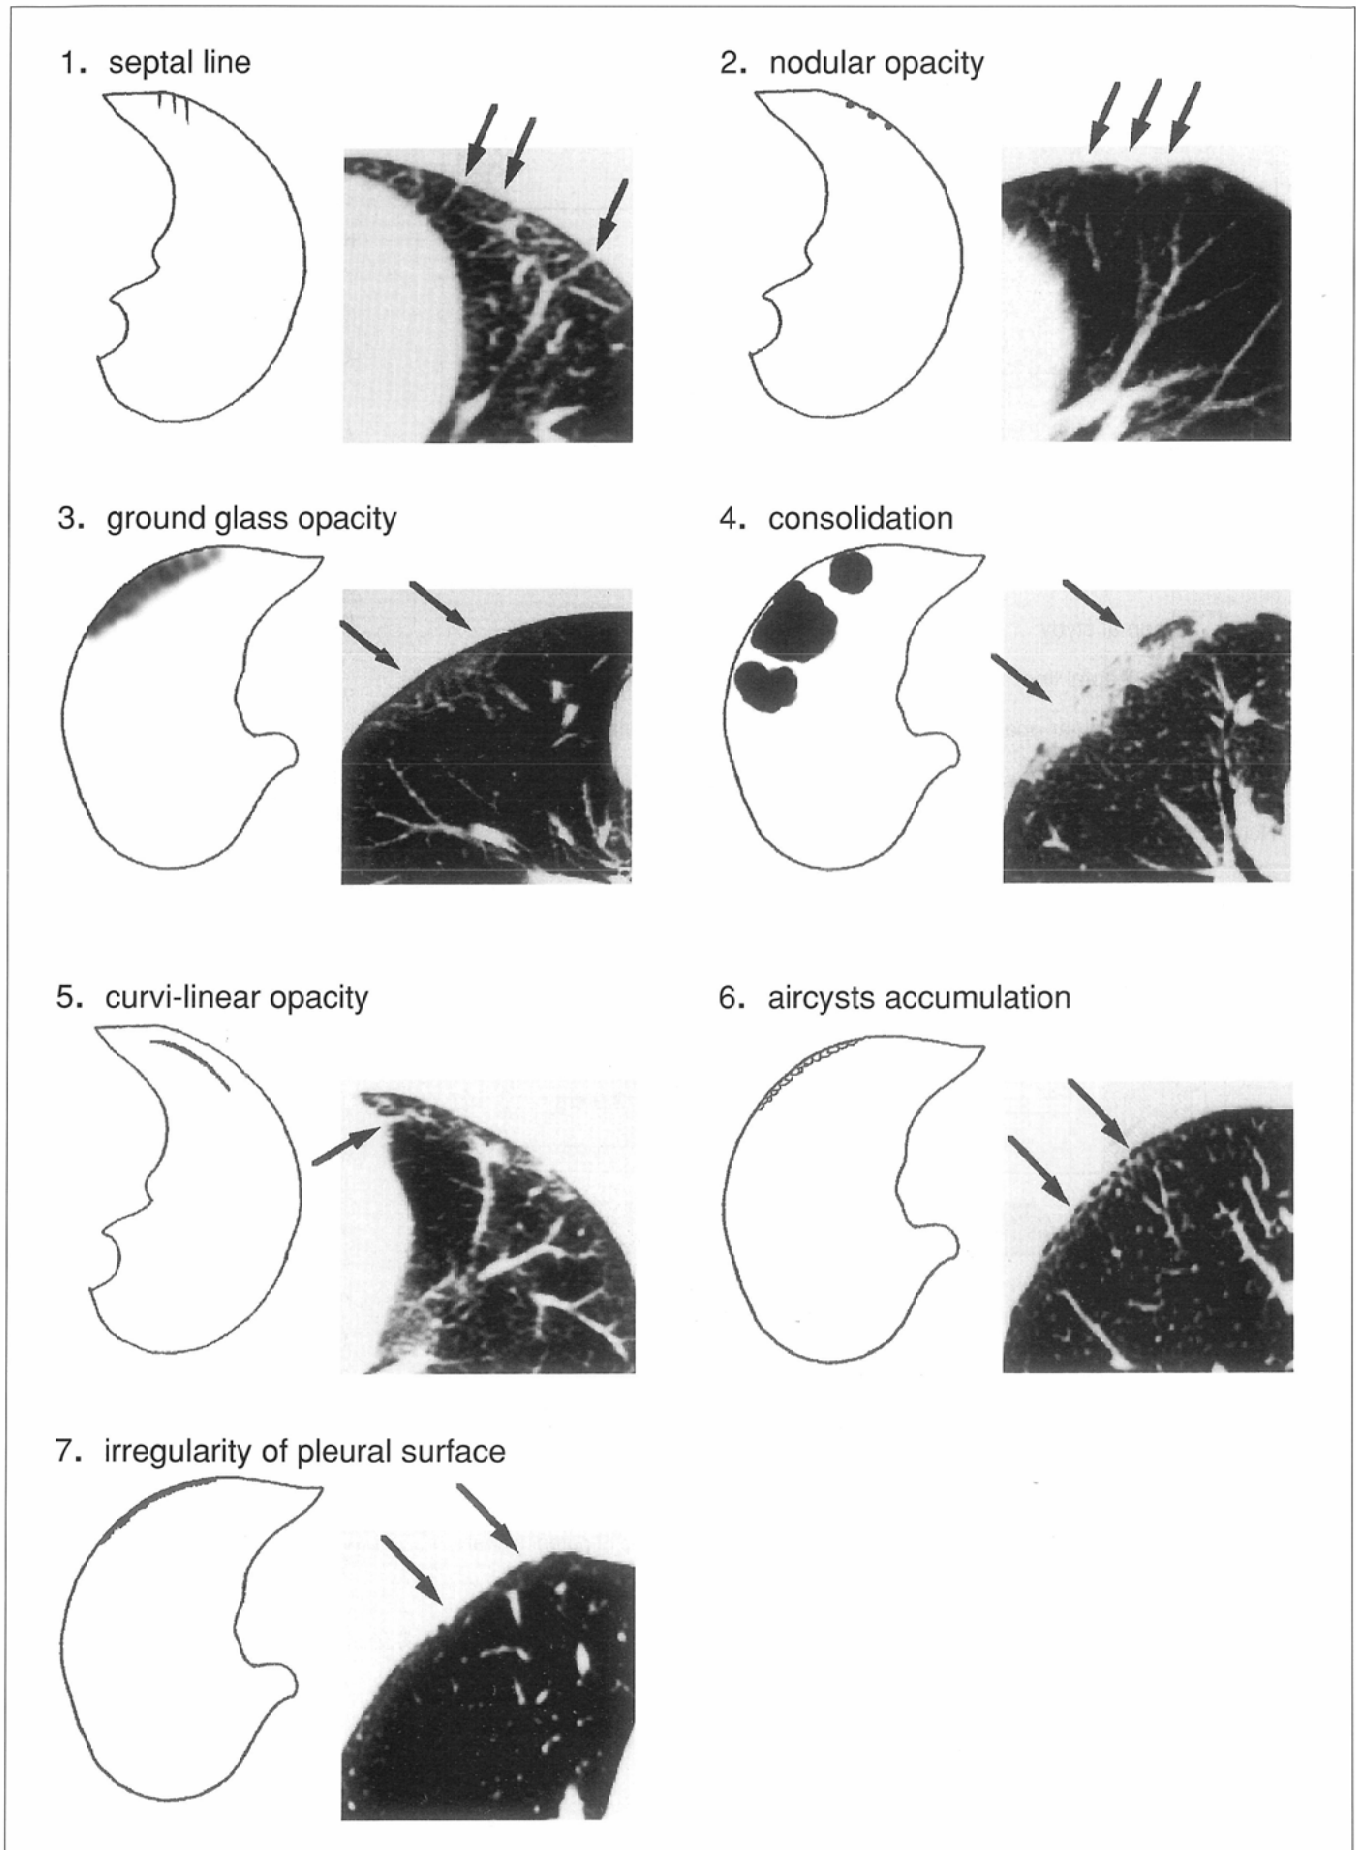 1. septal line
2. nodular opacity
3. ground glass opacity
4. consolidation
5. curvi-linear opacity
6. aircysts accumulation
7. irregularity of pleural surface